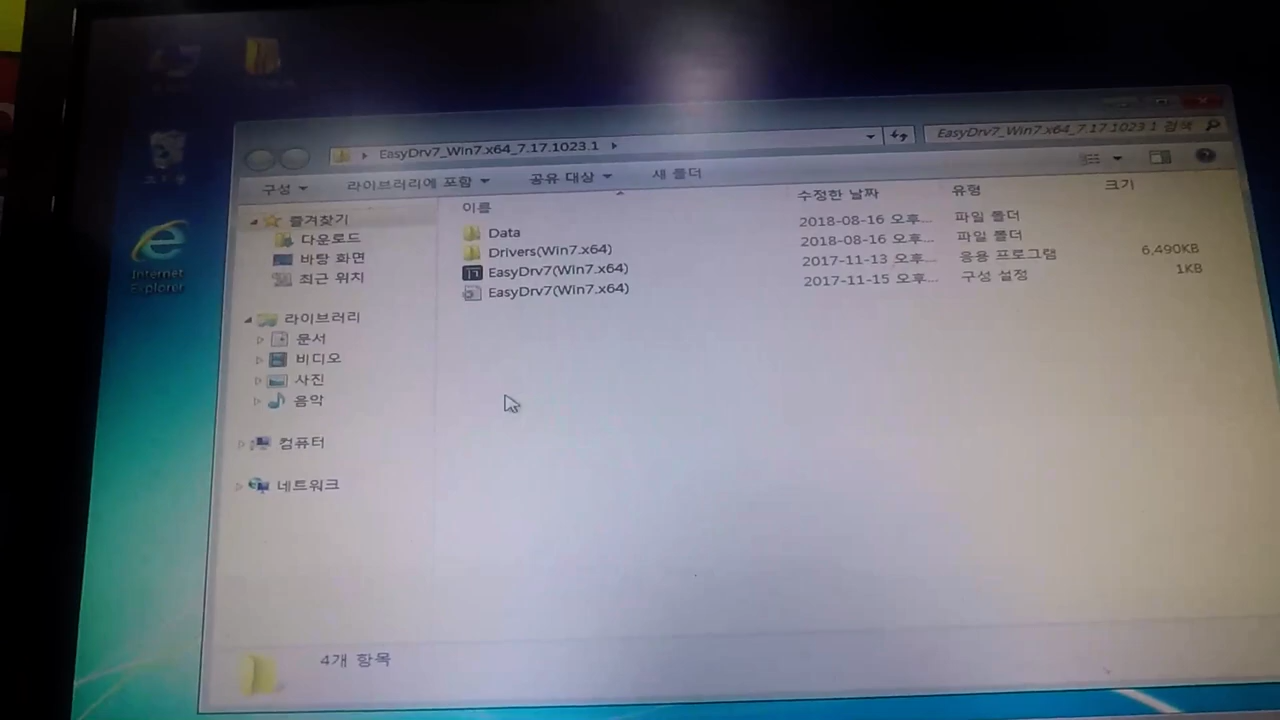 EasyDrv7_Win7.x64_7.17.1023.1
EasyDrv7_Win7.x64_7.17.1023.1 검색
구성
라이브러리에 포함
공유 대상
새 폴더
이름
수정한 날짜
유형
크기
Data
2018-08-16 오후...
파일 폴더
Drivers(Win7.x64)
2018-08-16 오후...
파일 폴더
EasyDrv7(Win7.x64)
2017-11-13 오후...
응용 프로그램
6,490KB
EasyDrv7(Win7.x64)
2017-11-15 오후...
구성 설정
1KB
즐겨찾기
다운로드
바탕 화면
최근 위치
라이브러리
문서
비디오
사진
음악
컴퓨터
네트워크
4개 항목
Internet
Explorer